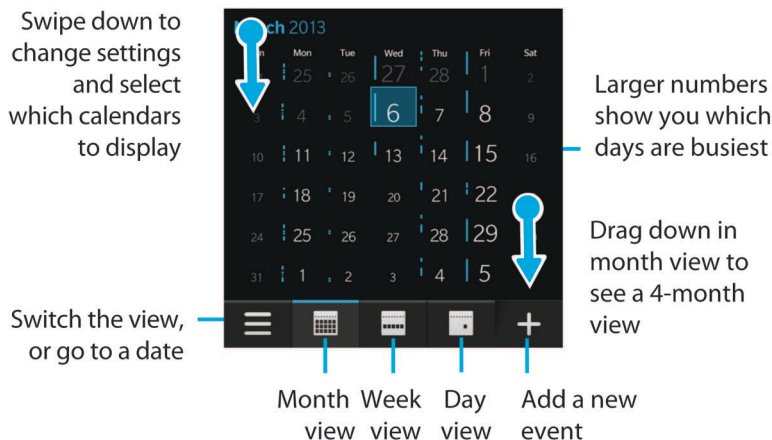 Swipe down to
change settings
and select
which calendars
to display
ch 2013
Mon Tue Wed Thu Fri Sat
25 26 27 28 1 2
3 4 5 6 7 8 9
10 11 12 13 14 15 16
17 18 19 20 21 22
24 25 26 27 28 29
31 1 2 3 4 5
Larger numbers
show you which
days are busiest
Drag down in
month view to
see a 4-month
view
Switch the view,
or go to a date
Month view
Week view
Day view
Add a new
event